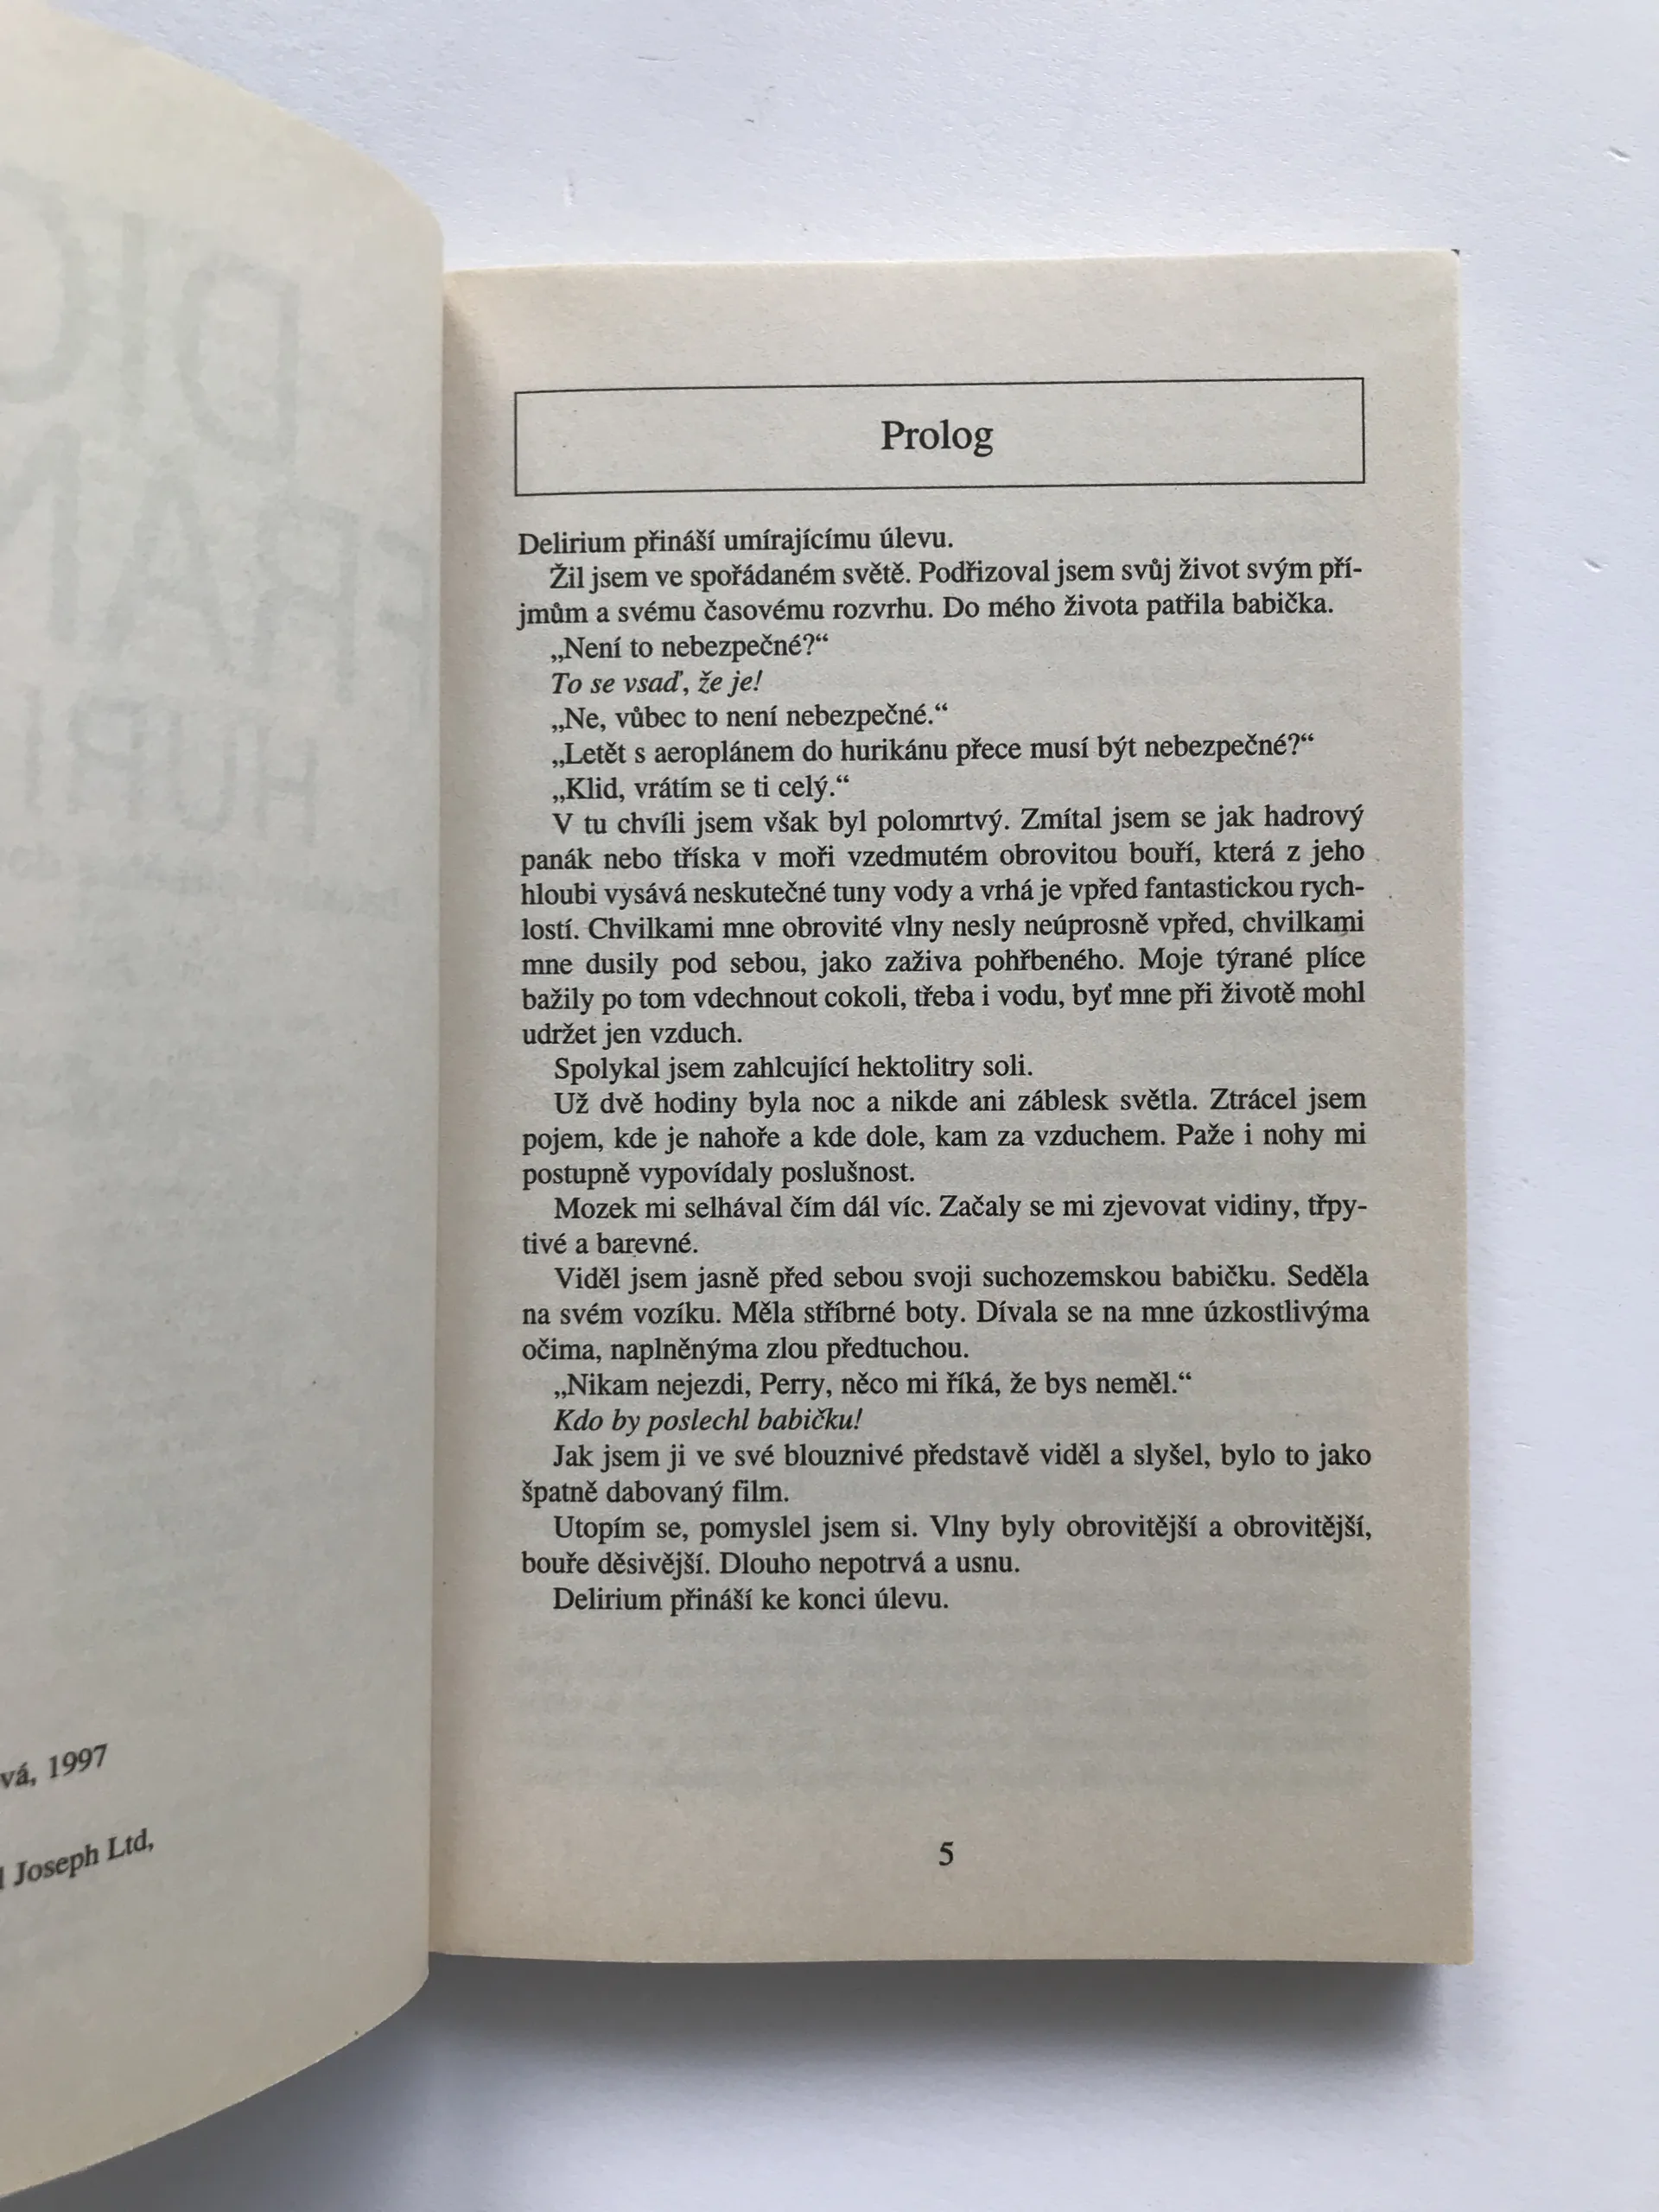 vá, 1997
Joseph Ltd,
Prolog
Delirium přináší umírajícímu úlevu.
Žil jsem ve spořádaném světě. Podřizoval jsem svůj život svým pří-
jmům a svému časovému rozvrhu. Do mého života patřila babička.
„Není to nebezpečné?“
To se vsaď, že je!
„Ne, vůbec to není nebezpečné.“
„Letět s aeroplánem do hurikánu přece musí být nebezpečné?“
„Klid, vrátím se ti celý.“
V tu chvíli jsem však byl polomrtvý. Zmítal jsem se jak hadrový
panák nebo tříska v moři vzedmutém obrovitou bouří, která z jeho
hloubi vysává neskutečné tuny vody a vrhá je vpřed fantastickou rych-
lostí. Chvilkami mne obrovité vlny nesly neúprosně vpřed, chvilkami
mne dusily pod sebou, jako zaživa pohřbeného. Moje týrané plíce
bažily po tom vdechnout cokoli, třeba i vodu, byť mne při životě mohl
udržet jen vzduch.
Spolykal jsem zahlcující hektolitry soli.
Už dvě hodiny byla noc a nikde ani záblesk světla. Ztrácel jsem
pojem, kde je nahoře a kde dole, kam za vzduchem. Paže i nohy mi
postupně vypovídaly poslušnost.
Mozek mi selhával čím dál víc. Začaly se mi zjevovat vidiny, třpy-
tivé a barevné.
Viděl jsem jasně před sebou svoji suchozemskou babičku. Seděla
na svém vozíku. Měla stříbrné boty. Dívala se na mne úzkostlivýma
očima, naplněnýma zlou předtuchou.
„Nikam nejezdi, Perry, něco mi říká, že bys neměl.“
Kdo by poslechl babičku!
Jak jsem ji ve své blouznivé představě viděl a slyšel, bylo to jako
špatně dabovaný film.
Utopím se, pomyslel jsem si. Vlny byly obrovitější a obrovitější,
bouře děsivější. Dlouho nepotrvá a usnu.
Delirium přináší ke konci úlevu.
5